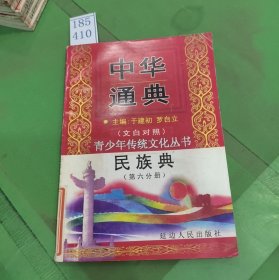 185
410
中华
通典
●主编：于建初 罗自立
（文白对照）
青少年传统文化丛书
民族典
（第六分册）
延边人民出版社